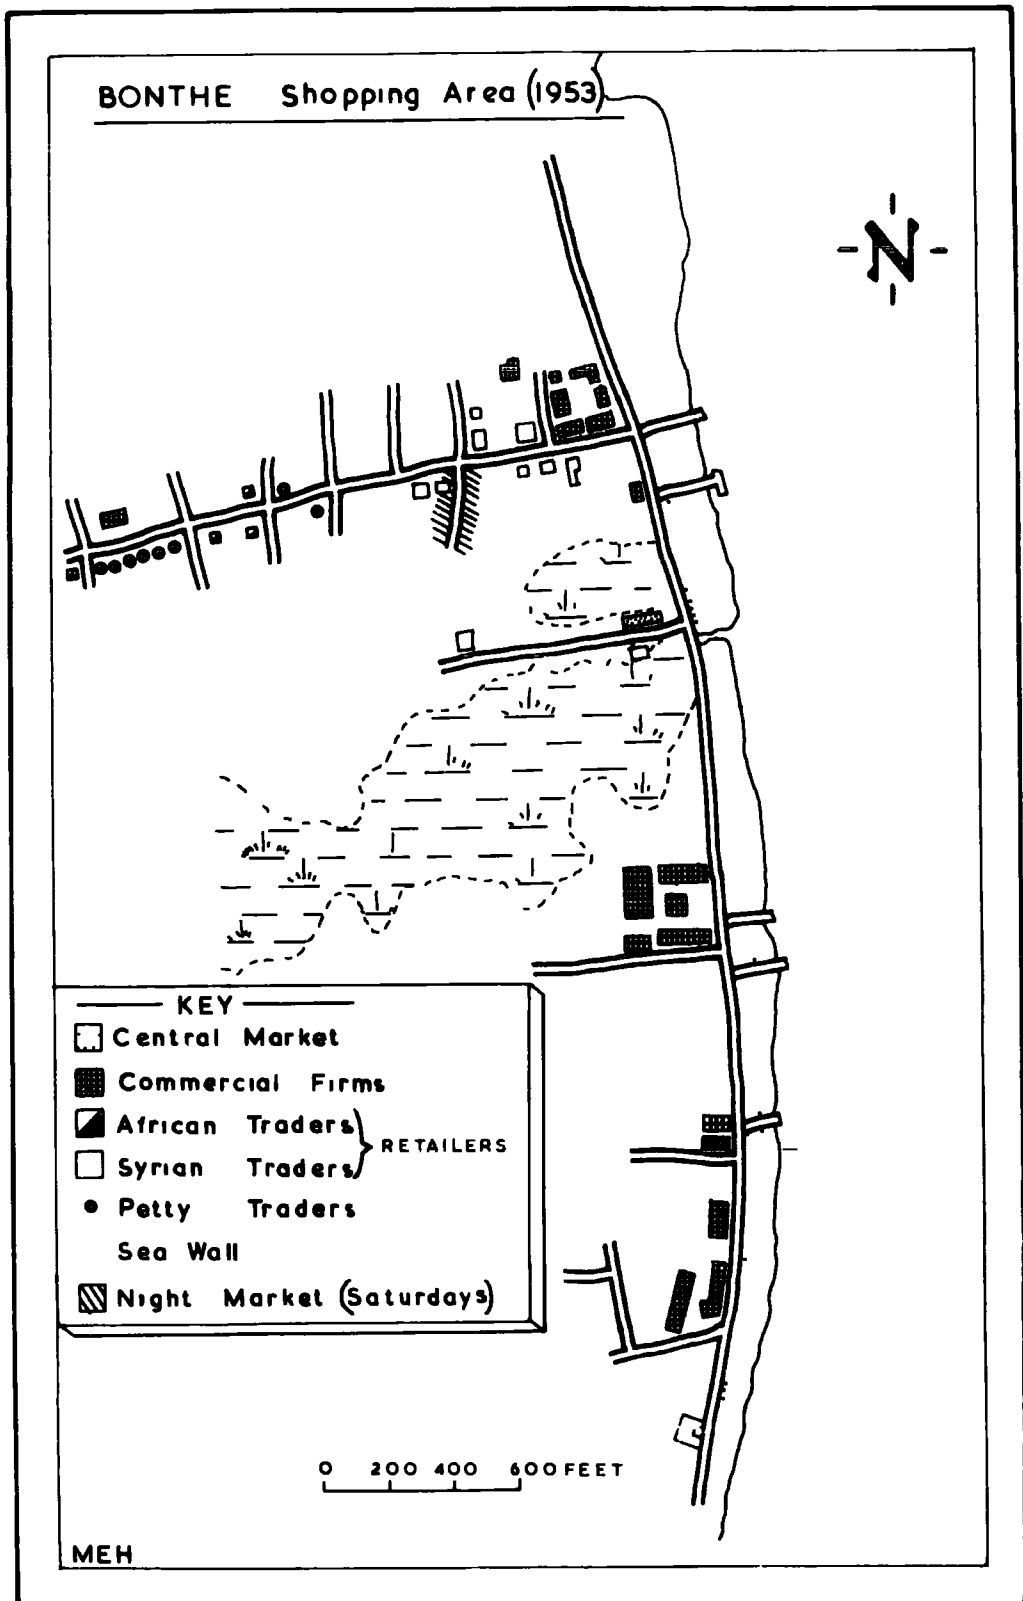 BONTHE Shopping Area (1953)
N
KEY
Central Market
Commercial Firms
African Traders
RETAILERS
Syrian Traders
Petty Traders
Sea Wall
Night Market (Saturdays)
0 200 400 600 FEET
MEH